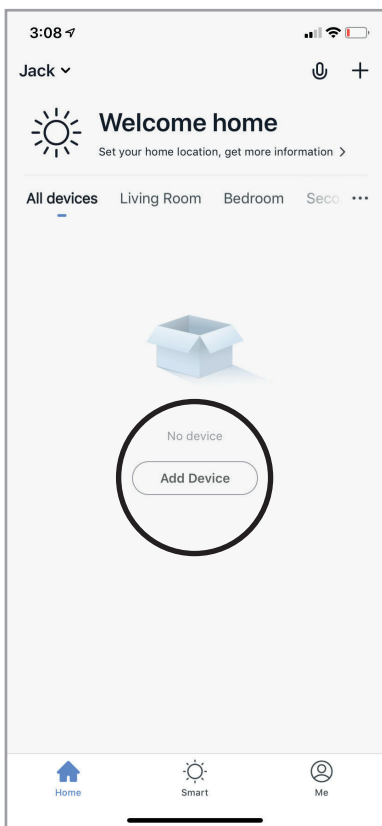 3:08
Jack
Welcome home
Set your home location, get more information >
All devices Living Room Bedroom Seco
No device
Add Device
Home Smart Me